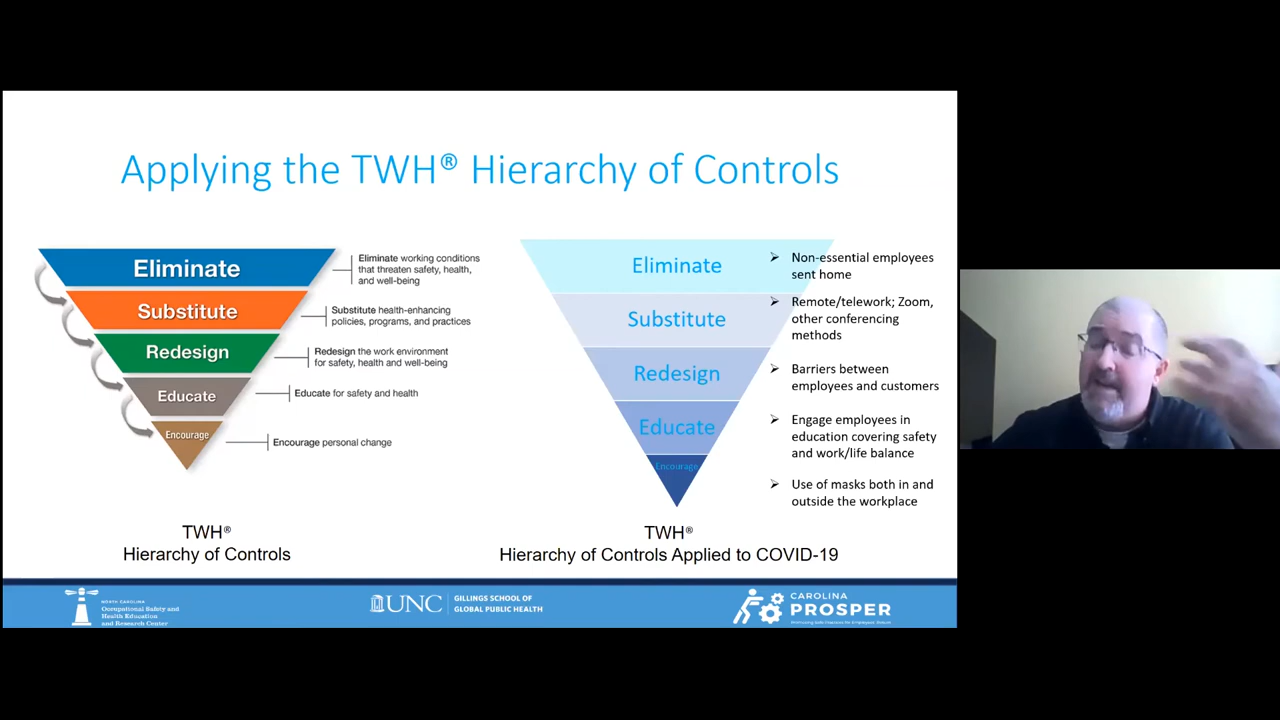 Applying the TWH® Hierarchy of Controls
Eliminate
Substitute
Redesign
Educate
Encourage
Eliminate working conditions
that threaten safety, health,
and well-being
Substitute health-enhancing
policies, programs, and practices
Redesign the work environment
for safety, health and well-being
Educate for safety and health
Encourage personal change
TWH®
Hierarchy of Controls
Eliminate
Substitute
Redesign
Educate
Encourage
➢ Non-essential employees
sent home
➢ Remote/telework; Zoom,
other conferencing
methods
➢ Barriers between
employees and customers
➢ Engage employees in
education covering safety
and work/life balance
➢ Use of masks both in and
outside the workplace
TWH®
Hierarchy of Controls Applied to COVID-19
NORTH CAROLINA
Occupational Safety and
Health Education
and Research Center
UNC
GILLINGS SCHOOL OF
GLOBAL PUBLIC HEALTH
CAROLINA
PROSPER